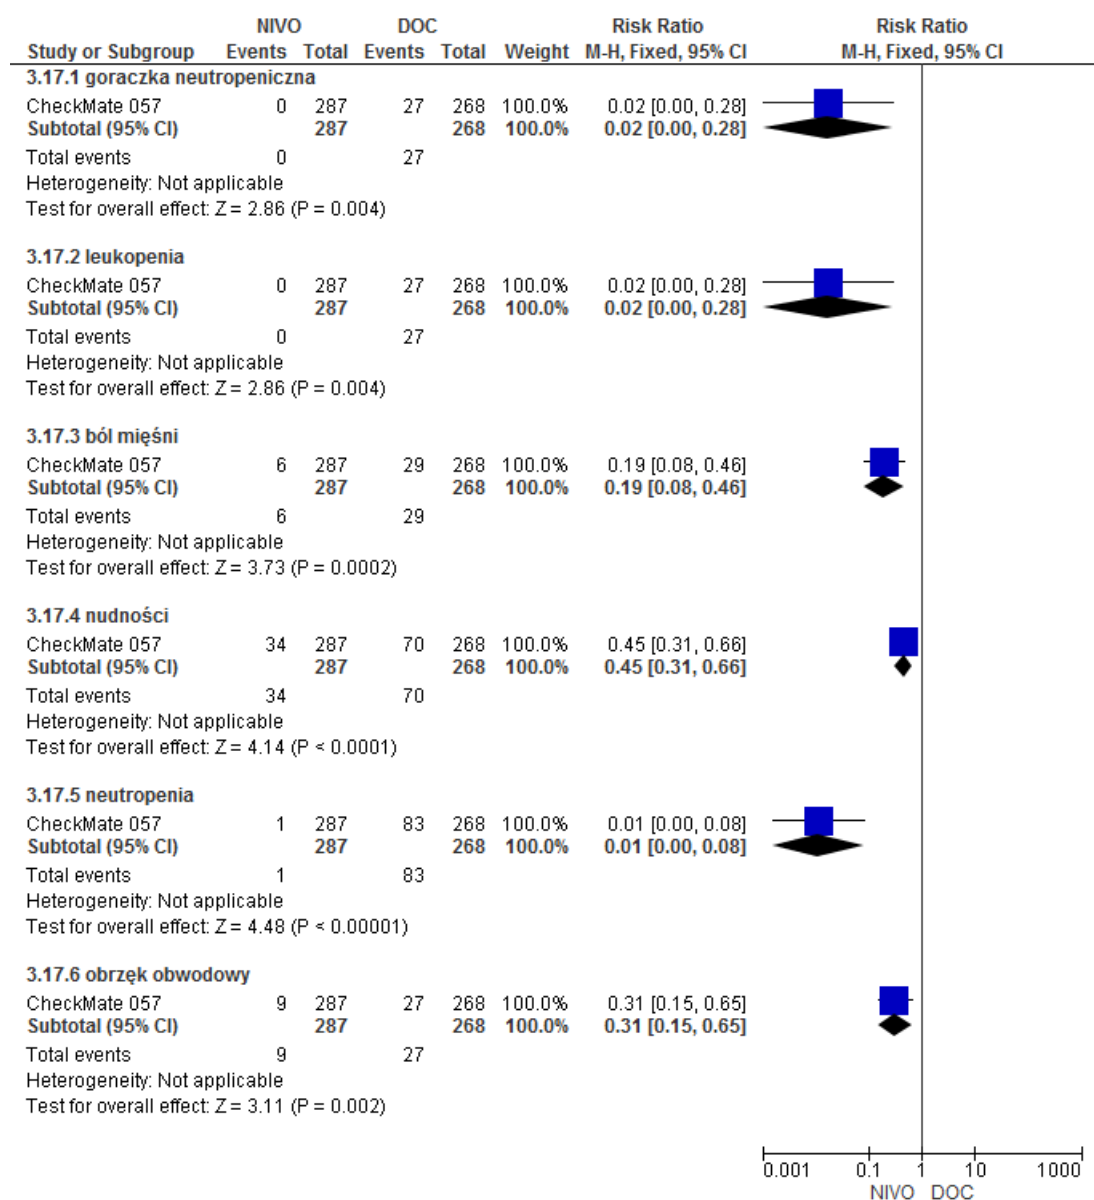 NIVO DOC Risk Ratio Risk Ratio
Study or Subgroup Events Total Events Total Weight M-H, Fixed, 95% CI M-H, Fixed, 95% CI
3.17.1 goraczka neutropeniczna
CheckMate 057 0 287 27 268 100.0% 0.02 [0.00, 0.28]
Subtotal (95% CI) 287 268 100.0% 0.02 [0.00, 0.28]
Total events 0 27
Heterogeneity: Not applicable
Test for overall effect: Z = 2.86 (P = 0.004)
3.17.2 leukopenia
CheckMate 057 0 287 27 268 100.0% 0.02 [0.00, 0.28]
Subtotal (95% CI) 287 268 100.0% 0.02 [0.00, 0.28]
Total events 0 27
Heterogeneity: Not applicable
Test for overall effect: Z = 2.86 (P = 0.004)
3.17.3 ból mięśni
CheckMate 057 6 287 29 268 100.0% 0.19 [0.08, 0.46]
Subtotal (95% CI) 287 268 100.0% 0.19 [0.08, 0.46]
Total events 6 29
Heterogeneity: Not applicable
Test for overall effect: Z = 3.73 (P = 0.0002)
3.17.4 nudności
CheckMate 057 34 287 70 268 100.0% 0.45 [0.31, 0.66]
Subtotal (95% CI) 287 268 100.0% 0.45 [0.31, 0.66]
Total events 34 70
Heterogeneity: Not applicable
Test for overall effect: Z = 4.14 (P < 0.0001)
3.17.5 neutropenia
CheckMate 057 1 287 83 268 100.0% 0.01 [0.00, 0.08]
Subtotal (95% CI) 287 268 100.0% 0.01 [0.00, 0.08]
Total events 1 83
Heterogeneity: Not applicable
Test for overall effect: Z = 4.48 (P < 0.00001)
3.17.6 obrzęk obwodowy
CheckMate 057 9 287 27 268 100.0% 0.31 [0.15, 0.65]
Subtotal (95% CI) 287 268 100.0% 0.31 [0.15, 0.65]
Total events 9 27
Heterogeneity: Not applicable
Test for overall effect: Z = 3.11 (P = 0.002)
0.001 0.1 1 10 1000
NIVO DOC